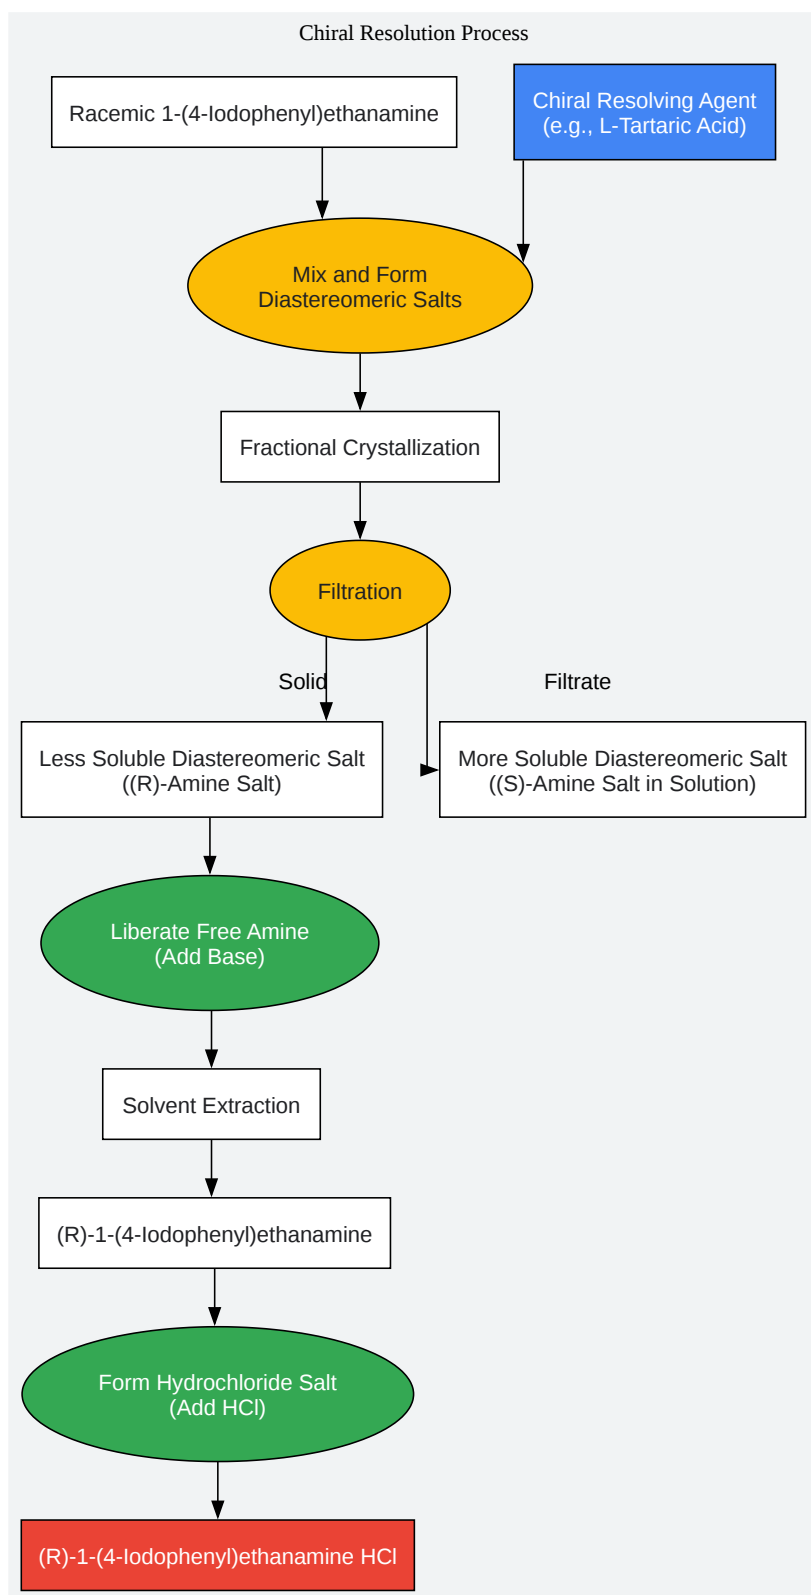 Chiral Resolution Process
Racemic 1-(4-Iodophenyl)ethanamine
Chiral Resolving Agent
(e.g., L-Tartaric Acid)
Mix and Form
Diastereomeric Salts
Fractional Crystallization
Filtration
Solid
Filtrate
Less Soluble Diastereomeric Salt
((R)-Amine Salt)
More Soluble Diastereomeric Salt
((S)-Amine Salt in Solution)
Liberate Free Amine
(Add Base)
Solvent Extraction
(R)-1-(4-Iodophenyl)ethanamine
Form Hydrochloride Salt
(Add HCl)
(R)-1-(4-Iodophenyl)ethanamine HCl